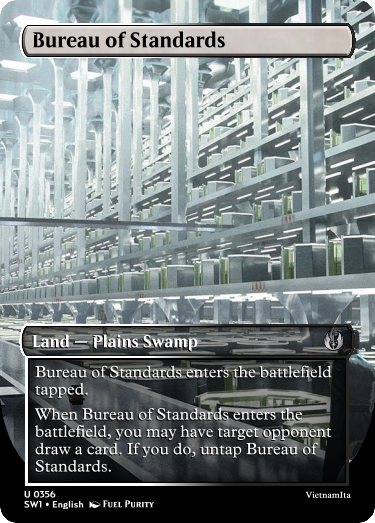 Bureau of Standards
Land — Plains Swamp
Bureau of Standards enters the battlefield
tapped.
When Bureau of Standards enters the
battlefield, you may have target opponent
draw a card. If you do, untap Bureau of
Standards.
U 0356
SW1 • English Fuel Purity
VietnamIta